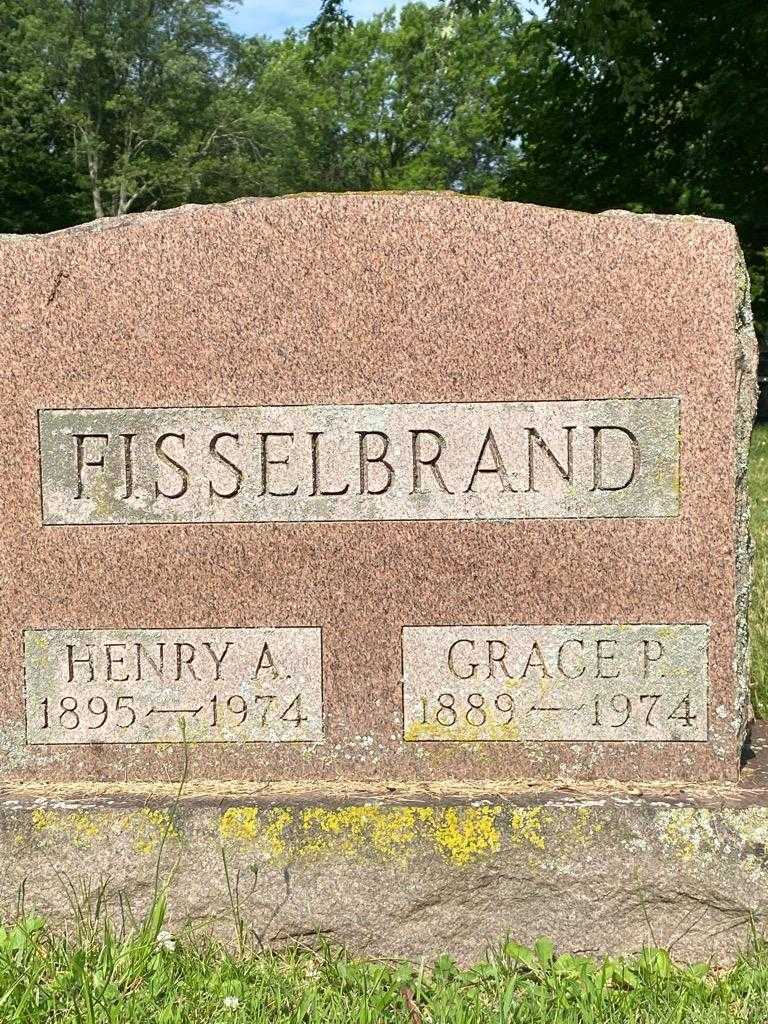 FISSELBRAND
HENRY A.
1895—1974
GRACE P.
1889—1974